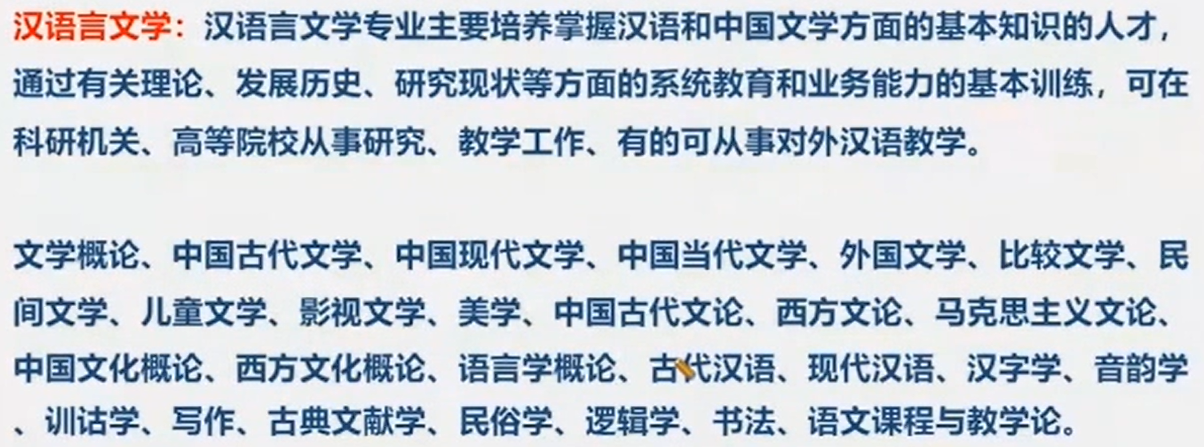 汉语言文学：汉语言文学专业主要培养掌握汉语和中国文学方面的基本知识的人才，
通过有关理论、发展历史、研究现状等方面的系统教育和业务能力的基本训练，可在
科研机关、高等院校从事研究、教学工作、有的可从事对外汉语教学。
文学概论、中国古代文学、中国现代文学、中国当代文学、外国文学、比较文学、民
间文学、儿童文学、影视文学、美学、中国古代文论、西方文论、马克思主义文论、
中国文化概论、西方文化概论、语言学概论、古代汉语、现代汉语、汉字学、音韵学
、训诂学、写作、古典文献学、民俗学、逻辑学、书法、语文课程与教学论。